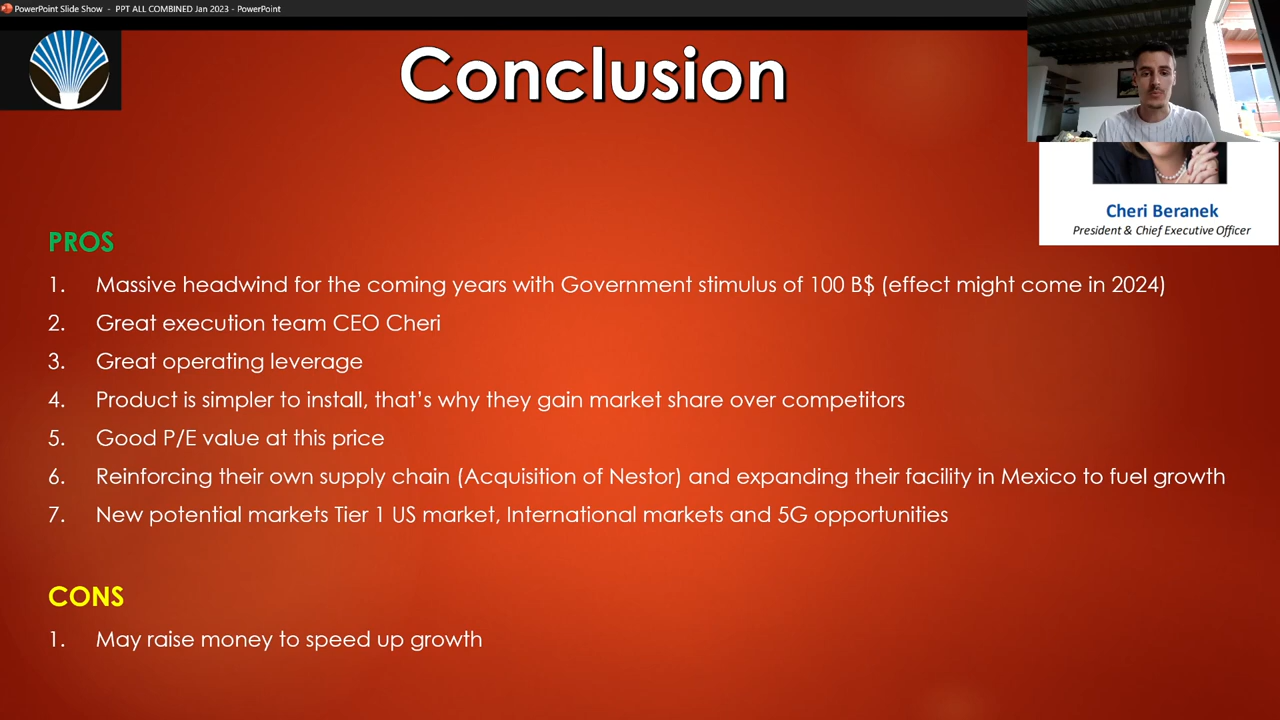 PowerPoint Slide Show - PPT ALL COMBINED Jan 2023 - PowerPoint
Conclusion
Cheri Beranek
President & Chief Executive Officer
PROS
1. Massive headwind for the coming years with Government stimulus of 100 B$ (effect might come in 2024)
2. Great execution team CEO Cheri
3. Great operating leverage
4. Product is simpler to install, that's why they gain market share over competitors
5. Good P/E value at this price
6. Reinforcing their own supply chain (Acquisition of Nestor) and expanding their facility in Mexico to fuel growth
7. New potential markets Tier 1 US market, International markets and 5G opportunities
CONS
1. May raise money to speed up growth